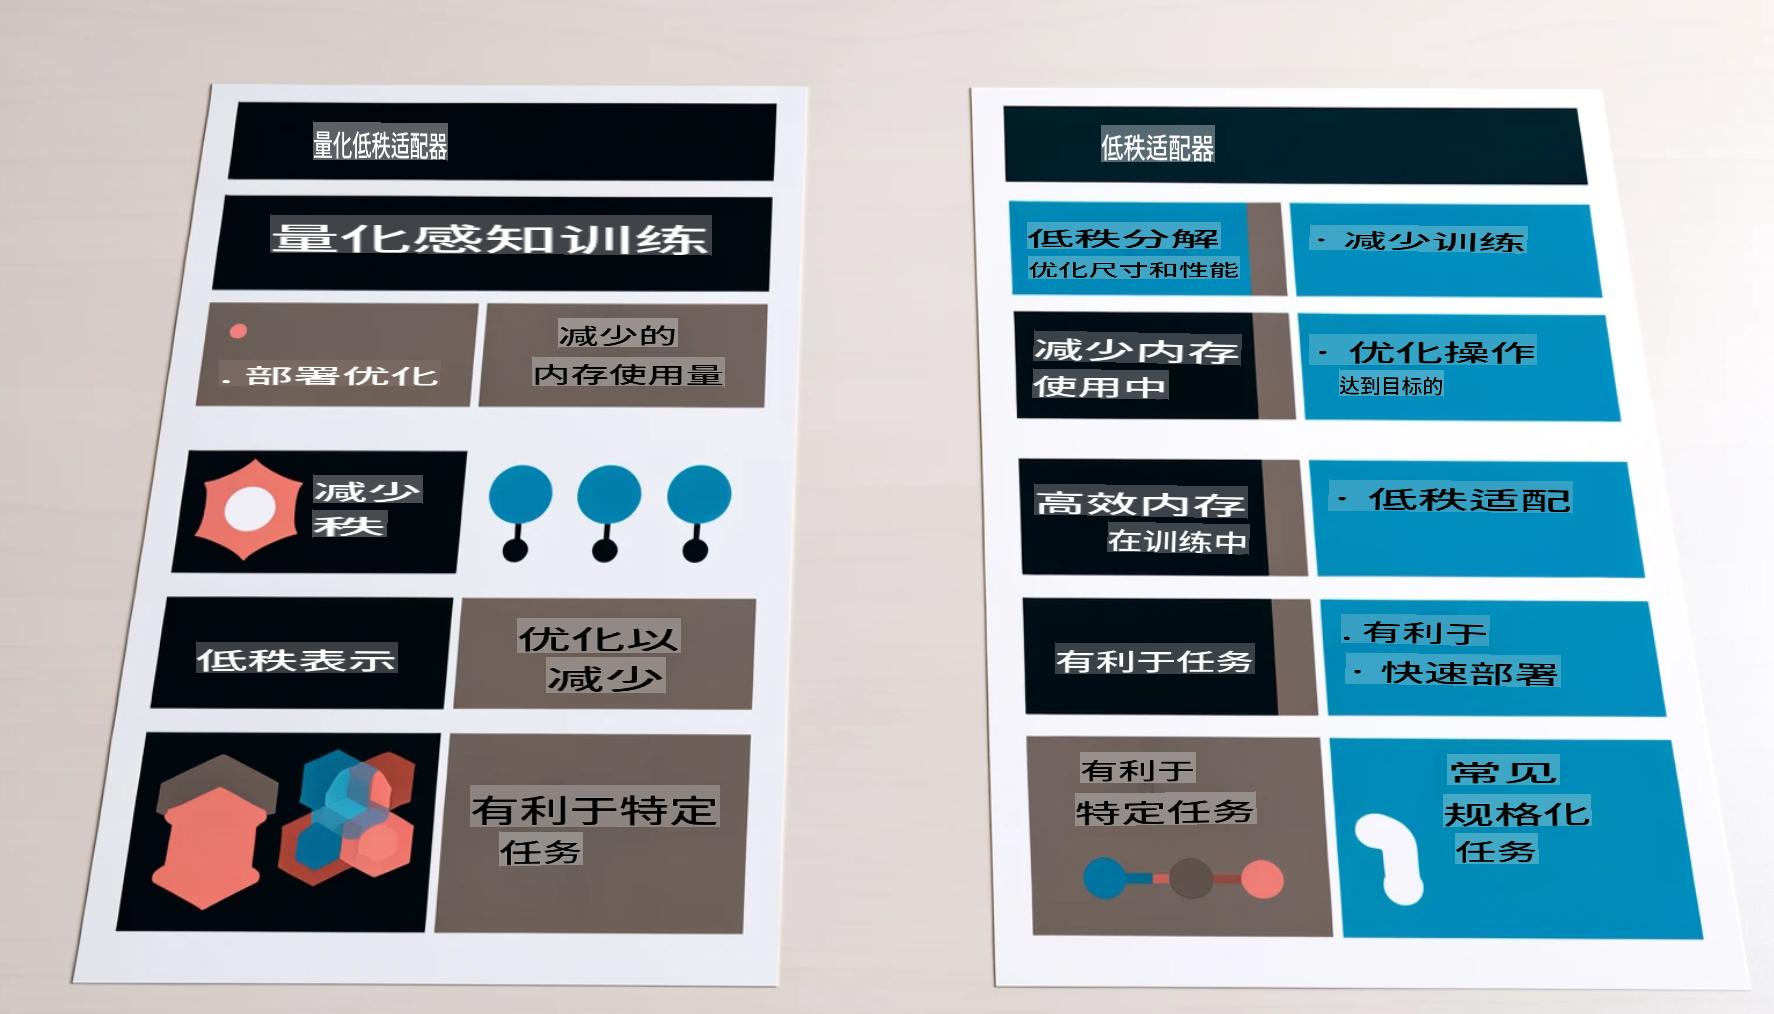 量化低秩适配器
量化感知训练
. 部署优化
减少的
内存使用量
减少
秩
低秩表示
优化以
减少
有利于特定
任务
低秩适配器
低秩分解
优化尺寸和性能
· 减少训练
减少内存
使用中
· 优化操作
达到目标的
高效内存
在训练中
· 低秩适配
有利于任务
. 有利于
· 快速部署
有利于
特定任务
常见
规格化
任务